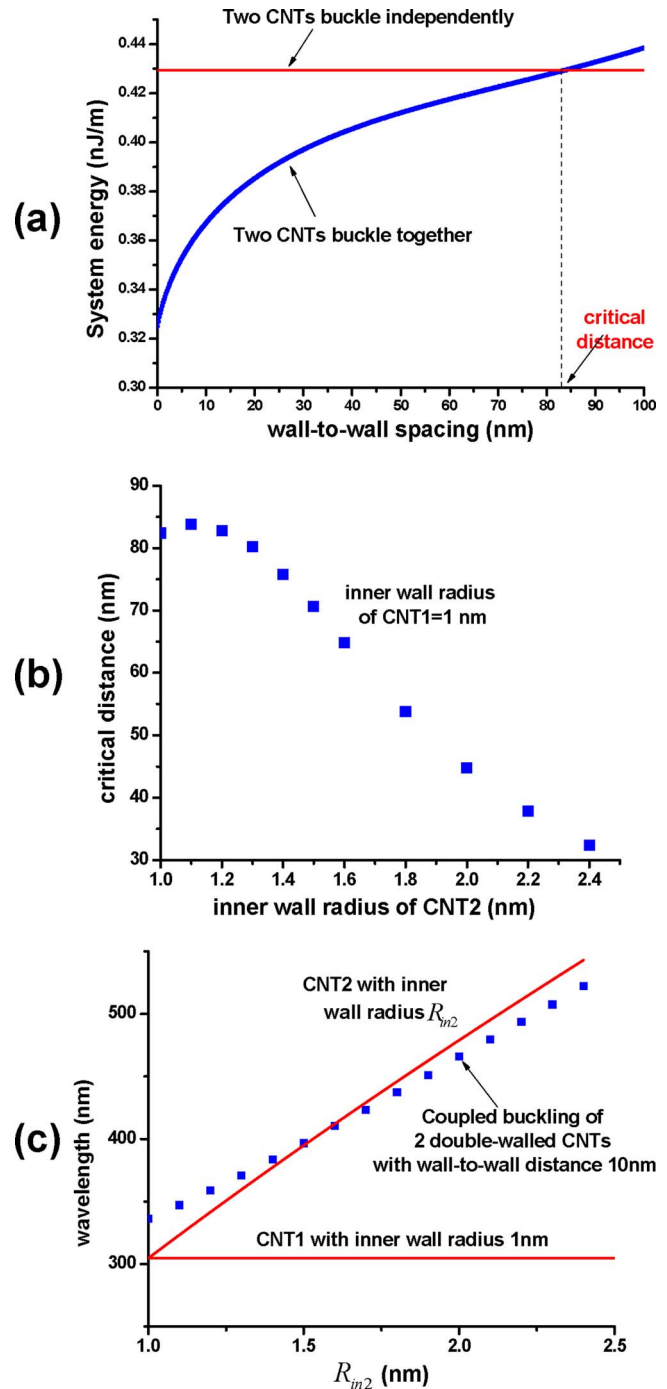 (a)
Two CNTs buckle independently
System energy (nJ/m)
0.44
0.42
0.40
0.38
0.36
0.34
0.32
0.30
Two CNTs buckle together
critical
distance
0 10 20 30 40 50 60 70 80 90 100
wall-to-wall spacing (nm)
(b)
critical distance (nm)
90
80
70
60
50
40
30
inner wall radius
of CNT1=1 nm
1.0 1.2 1.4 1.6 1.8 2.0 2.2 2.4
inner wall radius of CNT2 (nm)
(c)
wavelength (nm)
500
400
300
CNT2 with inner
wall radius R_in2
Coupled buckling of
2 double-walled CNTs
with wall-to-wall distance 10nm
CNT1 with inner wall radius 1nm
1.0 1.5 2.0 2.5
R_in2 (nm)